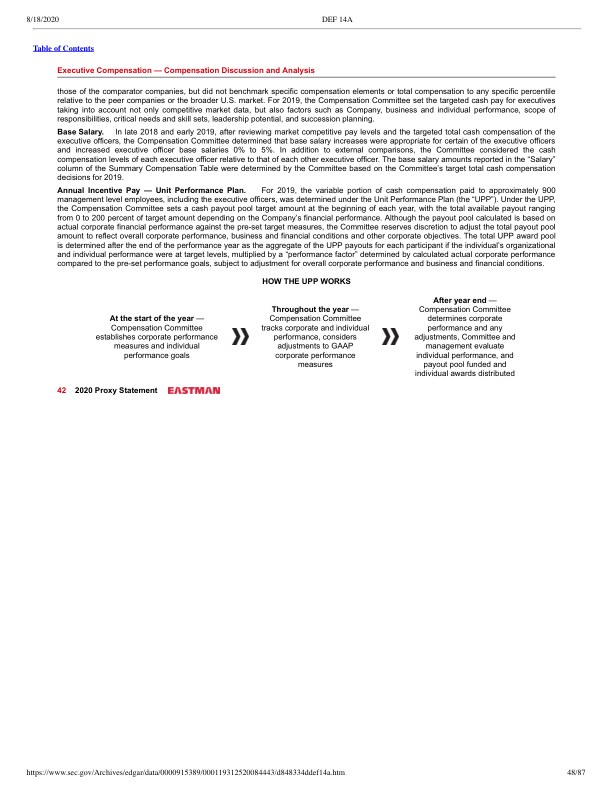 8/18/2020
DEF 14A
Table of Contents
Executive Compensation — Compensation Discussion and Analysis
those of the comparator companies, but did not benchmark specific compensation elements or total compensation to any specific percentile
relative to the peer companies or the broader U.S. market. For 2019, the Compensation Committee set the targeted cash pay for executives
taking into account not only competitive market data, but also factors such as Company, business and individual performance, scope of
responsibilities, critical needs and skill sets, leadership potential, and succession planning.
Base Salary. In late 2018 and early 2019, after reviewing market competitive pay levels and the targeted total cash compensation of the
executive officers, the Compensation Committee determined that base salary increases were appropriate for certain of the executive officers
and increased executive officer base salaries 0% to 5%. In addition to external comparisons, the Committee considered the cash
compensation levels of each executive officer relative to that of each other executive officer. The base salary amounts reported in the "Salary"
column of the Summary Compensation Table were determined by the Committee based on the Committee's target total cash compensation
decisions for 2019.
Annual Incentive Pay — Unit Performance Plan. For 2019, the variable portion of cash compensation paid to approximately 900
management level employees, including the executive officers, was determined under the Unit Performance Plan (the "UPP"). Under the UPP,
the Compensation Committee sets a cash payout pool target amount at the beginning of each year, with the total available payout ranging
from 0 to 200 percent of target amount depending on the Company's financial performance. Although the payout pool calculated is based on
actual corporate financial performance against the pre-set target measures, the Committee reserves discretion to adjust the total payout pool
amount to reflect overall corporate performance, business and financial conditions and other corporate objectives. The total UPP award pool
is determined after the end of the performance year as the aggregate of the UPP payouts for each participant if the individual's organizational
and individual performance were at target levels, multiplied by a "performance factor" determined by calculated actual corporate performance
compared to the pre-set performance goals, subject to adjustment for overall corporate performance and business and financial conditions.
HOW THE UPP WORKS
At the start of the year —
Compensation Committee
establishes corporate performance
measures and individual
performance goals
Throughout the year —
Compensation Committee
tracks corporate and individual
performance, considers
adjustments to GAAP
corporate performance
measures
After year end —
Compensation Committee
determines corporate
performance and any
adjustments, Committee and
management evaluate
individual performance, and
payout pool funded and
individual awards distributed
42 2020 Proxy Statement EASTMAN
https://www.sec.gov/Archives/edgar/data/0000915389/000119312520084443/d848334ddef14a.htm
48/87